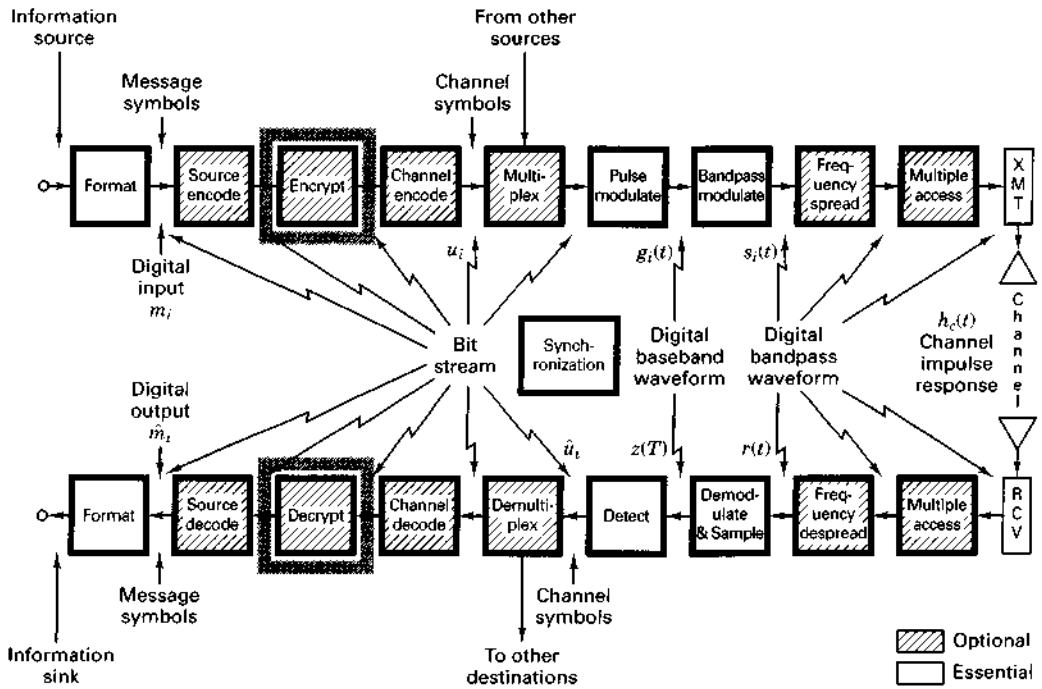 Information
source
From other
sources
Message
symbols
Channel
symbols
Format
Source
encode
Encrypt
Channel
encode
Multi-
plex
Pulse
modulate
Bandpass
modulate
Freq-
uency
spread
Multiple
access
X
M
T
Digital
input
m_i
u_i
g_i(t)
s_i(t)
Bit
stream
Synch-
ronization
Digital
baseband
waveform
Digital
bandpass
waveform
h_c(t)
Channel
impulse
response
C
h
a
n
n
e
l
Digital
output
m̂_i
û_i
z(T)
r(t)
Format
Source
decode
Decrypt
Channel
decode
Demulti-
plex
Detect
Demod-
ulate
& Sample
Freq-
uency
despread
Multiple
access
R
C
V
Message
symbols
Channel
symbols
Information
sink
To other
destinations
Optional
Essential